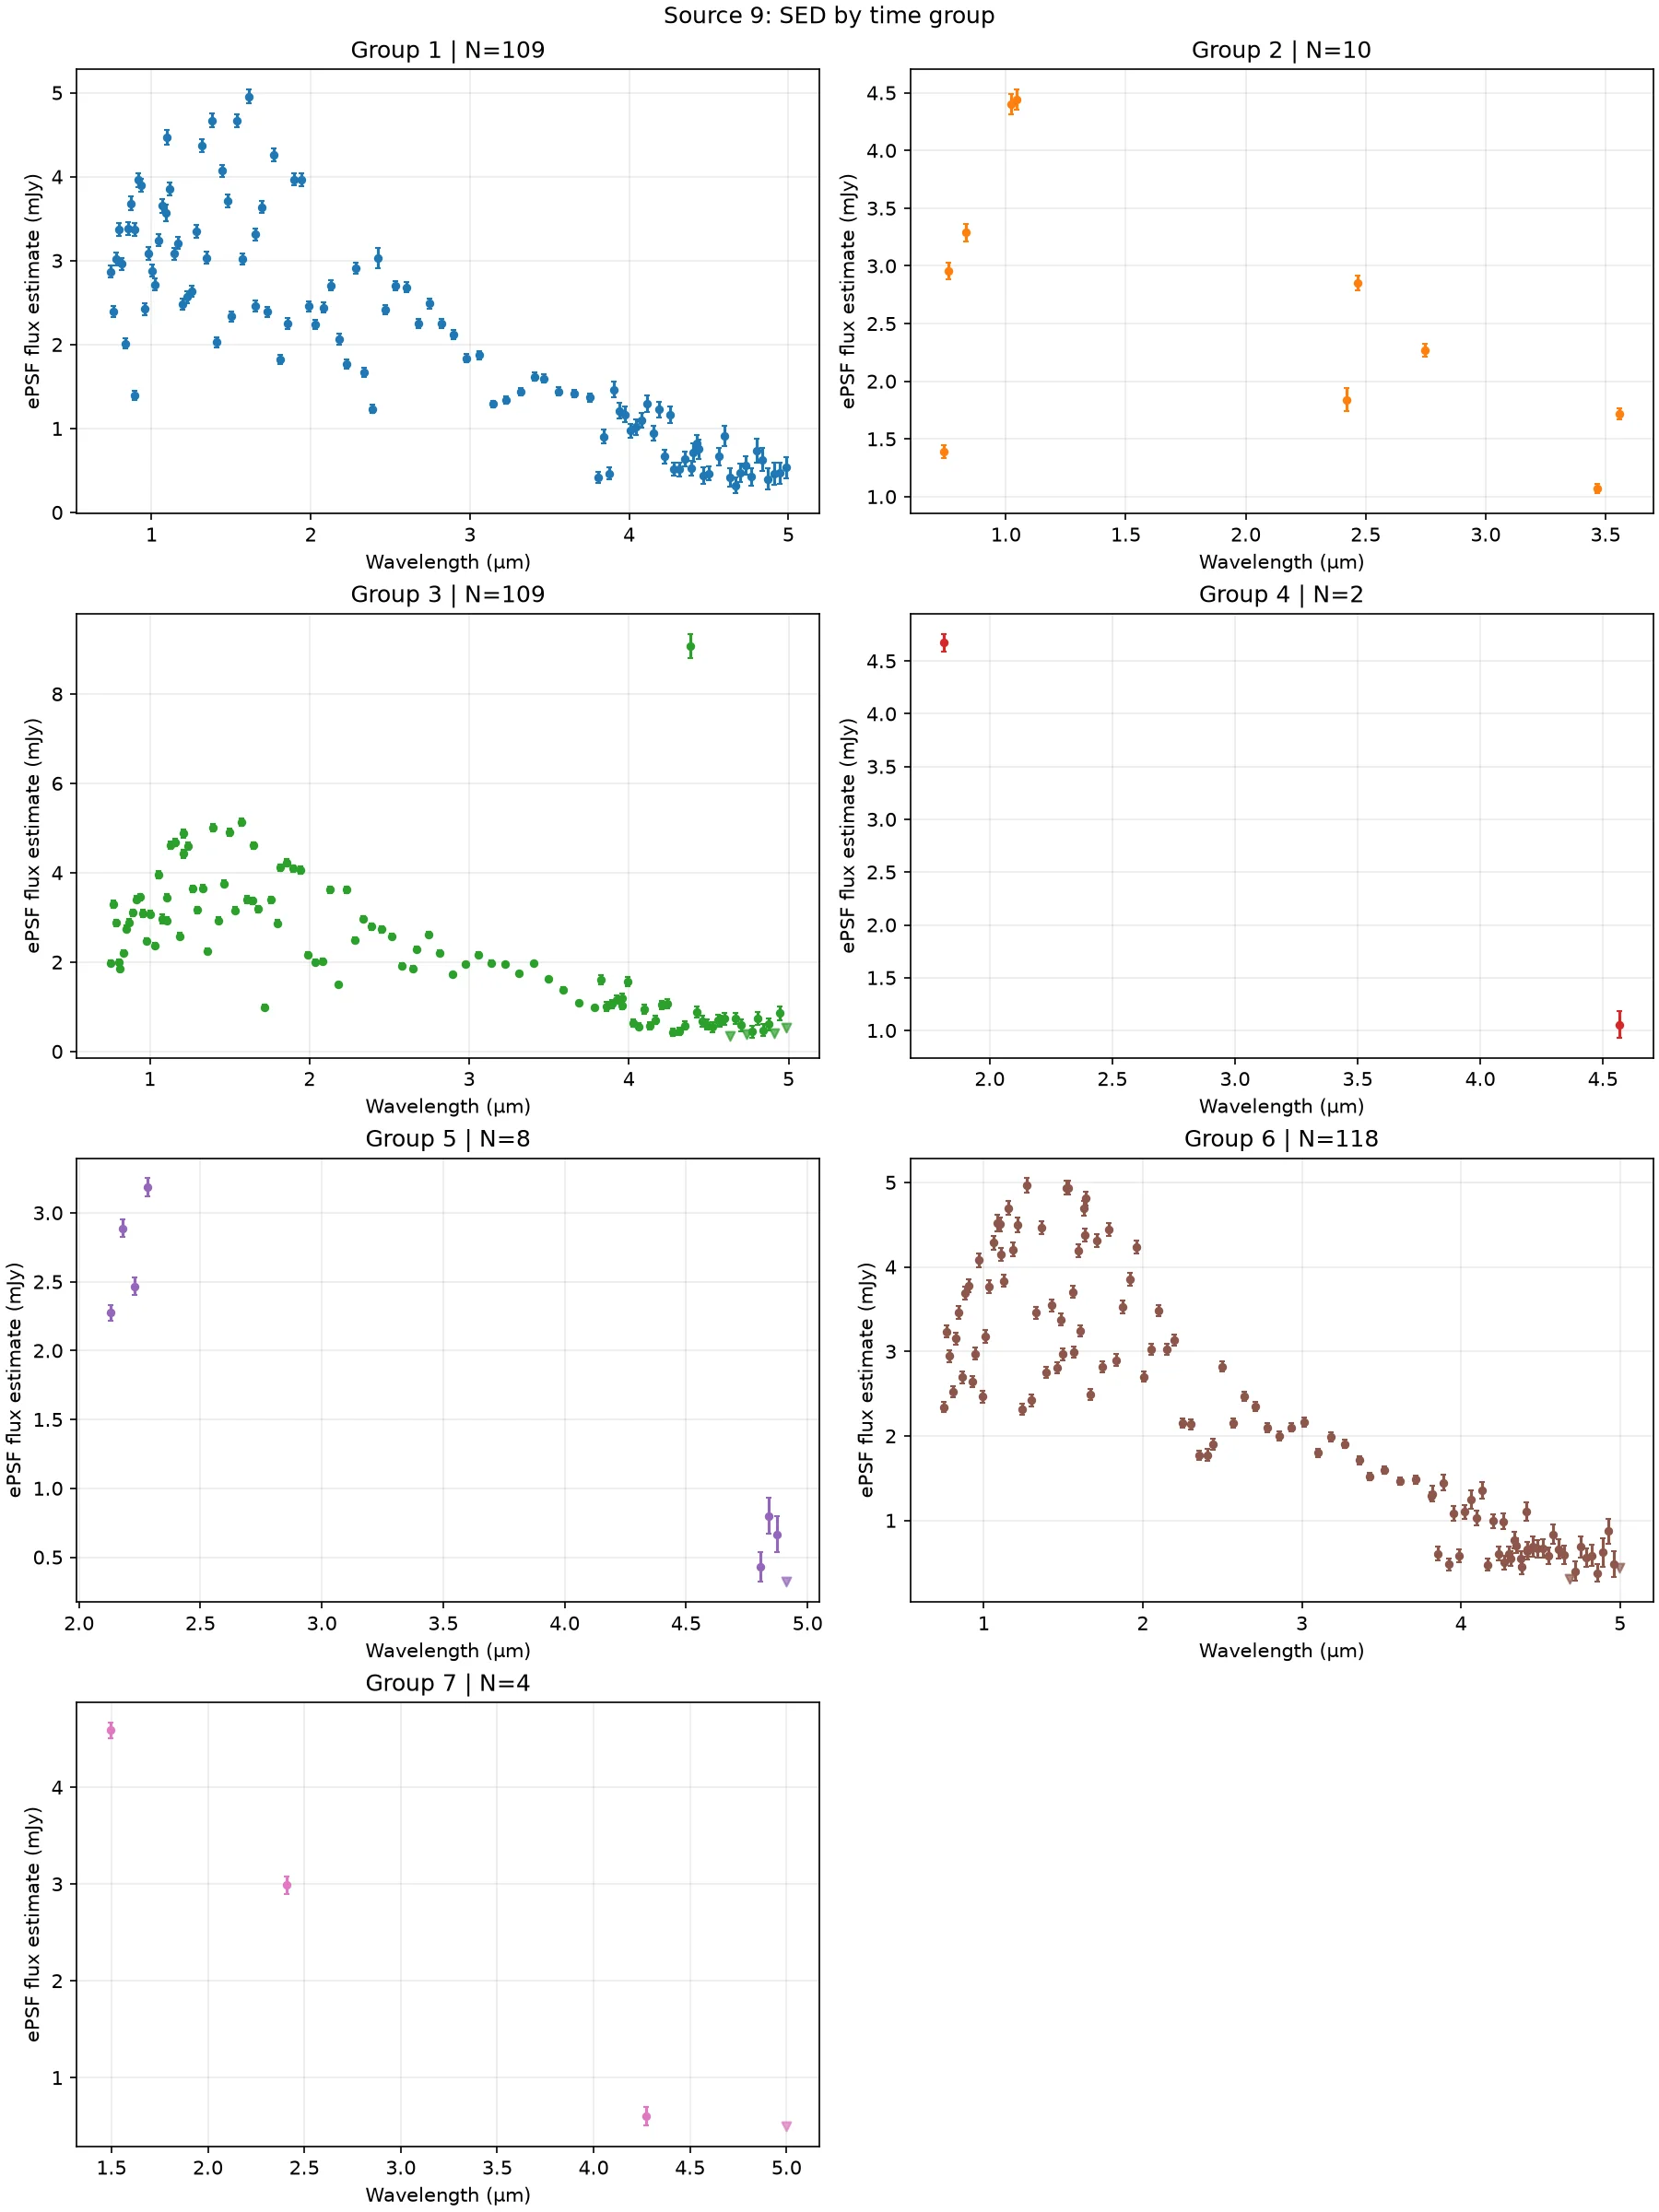 Source 9: SED by time group
Group 1 | N=109
5
4
3
2
1
0
ePSF flux estimate (mJy)
1 2 3 4 5
Wavelength (μm)
Group 2 | N=10
4.5
4.0
3.5
3.0
2.5
2.0
1.5
1.0
ePSF flux estimate (mJy)
1.0 1.5 2.0 2.5 3.0 3.5
Wavelength (μm)
Group 3 | N=109
8
6
4
2
0
ePSF flux estimate (mJy)
1 2 3 4 5
Wavelength (μm)
Group 4 | N=2
4.5
4.0
3.5
3.0
2.5
2.0
1.5
1.0
ePSF flux estimate (mJy)
2.0 2.5 3.0 3.5 4.0 4.5
Wavelength (μm)
Group 5 | N=8
3.0
2.5
2.0
1.5
1.0
0.5
ePSF flux estimate (mJy)
2.0 2.5 3.0 3.5 4.0 4.5 5.0
Wavelength (μm)
Group 6 | N=118
5
4
3
2
1
ePSF flux estimate (mJy)
1 2 3 4 5
Wavelength (μm)
Group 7 | N=4
4
3
2
1
ePSF flux estimate (mJy)
1.5 2.0 2.5 3.0 3.5 4.0 4.5 5.0
Wavelength (μm)